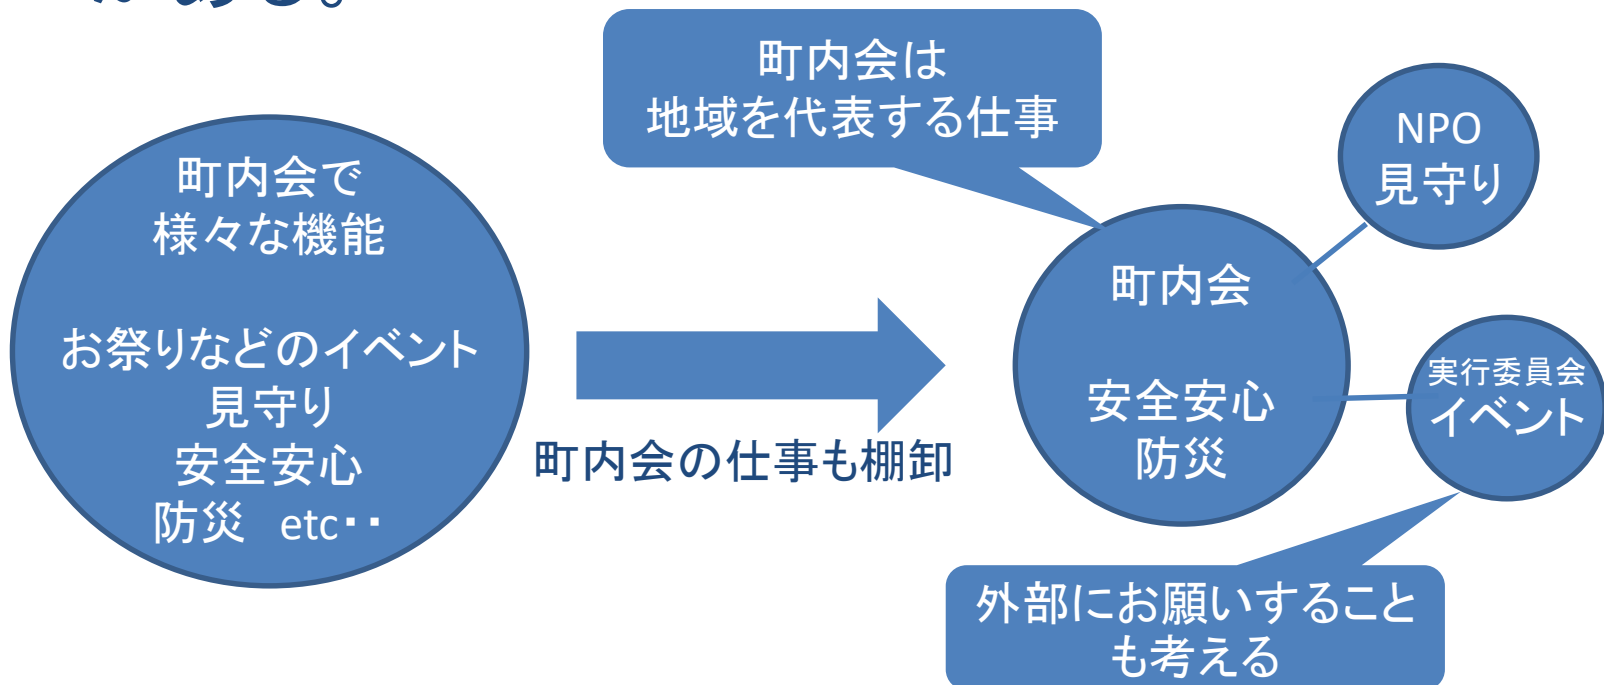 がある。
町内会は
地域を代表する仕事
NPO
見守り
町内会で
様々な機能
お祭りなどのイベント
見守り
安全安心
防災　etc・・
町内会の仕事も棚卸
町内会
安全安心
防災
実行委員会
イベント
外部にお願いすること
も考える